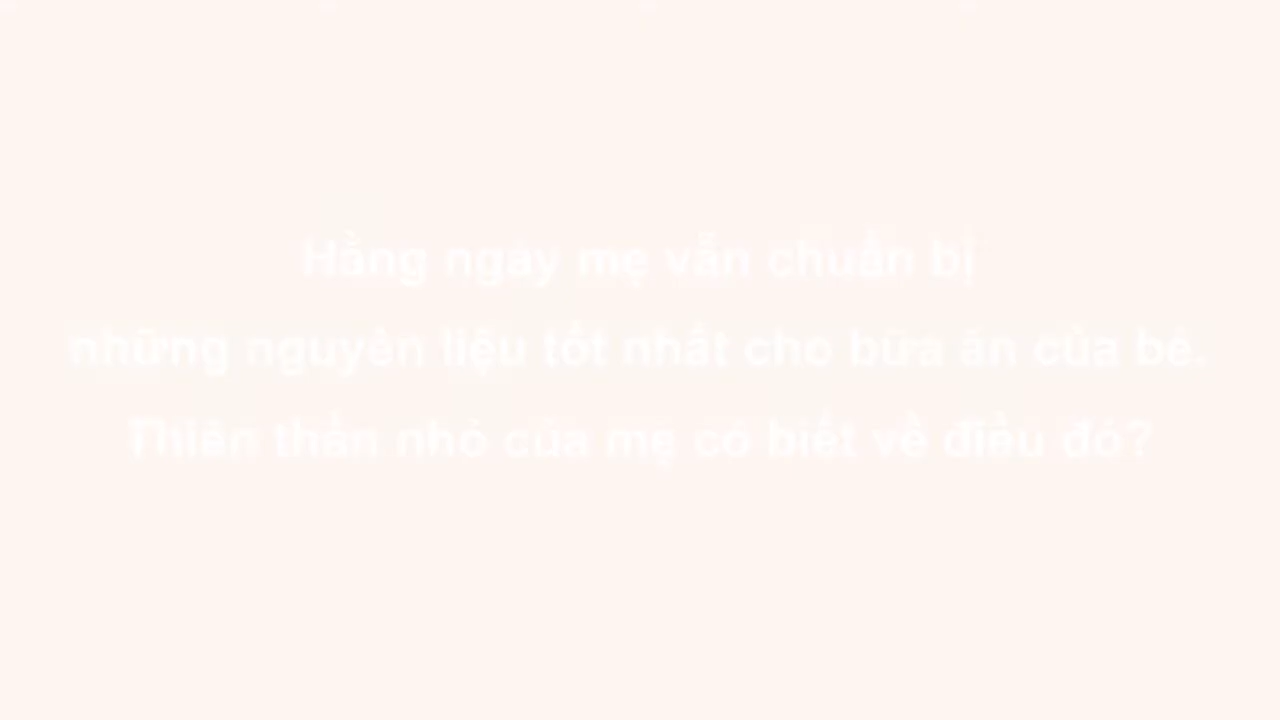 Hằng ngày mẹ vẫn chuẩn bị
những nguyên liệu tốt nhất cho bữa ăn của bé.
Thiên thần nhỏ của mẹ có biết về điều đó?